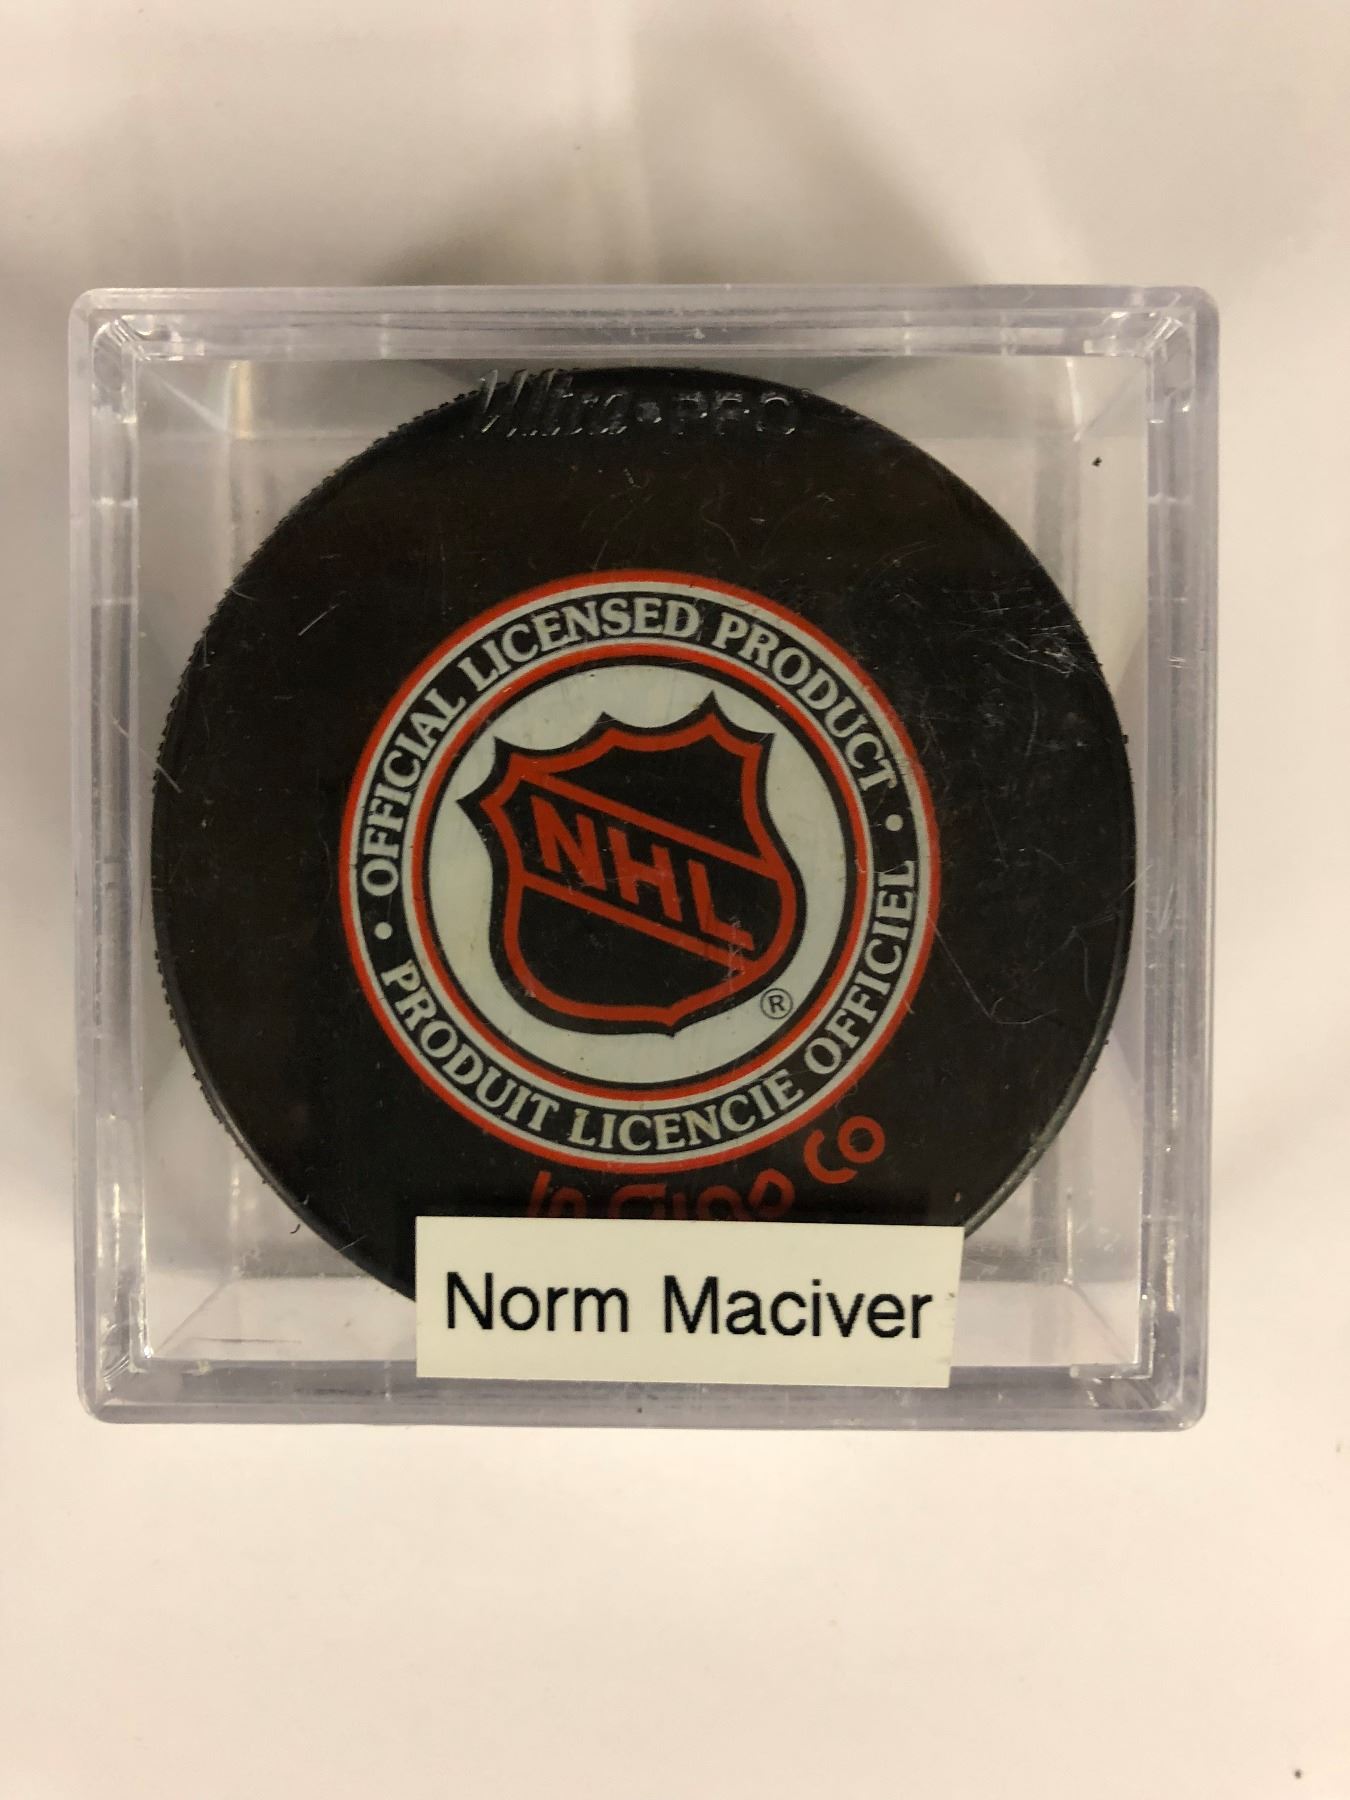 Ultra•PRO
OFFICIAL LICENSED PRODUCT •
NHL
®
• PRODUIT LICENCIE OFFICIEL
Norm Maciver